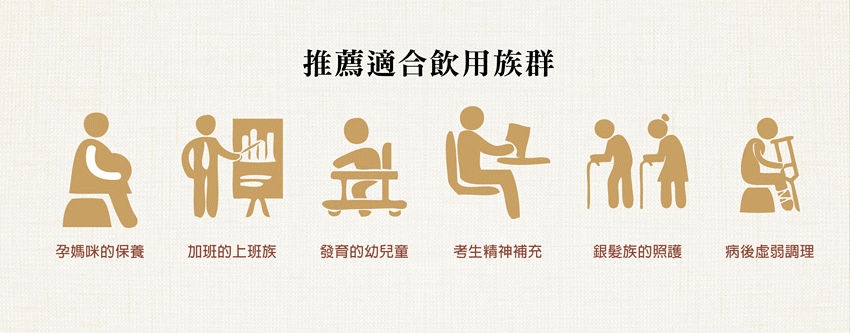 推薦適合飲用族群
孕媽咪的保養
加班的上班族
發育的幼兒童
考生精神補充
銀髮族的照護
病後虛弱調理